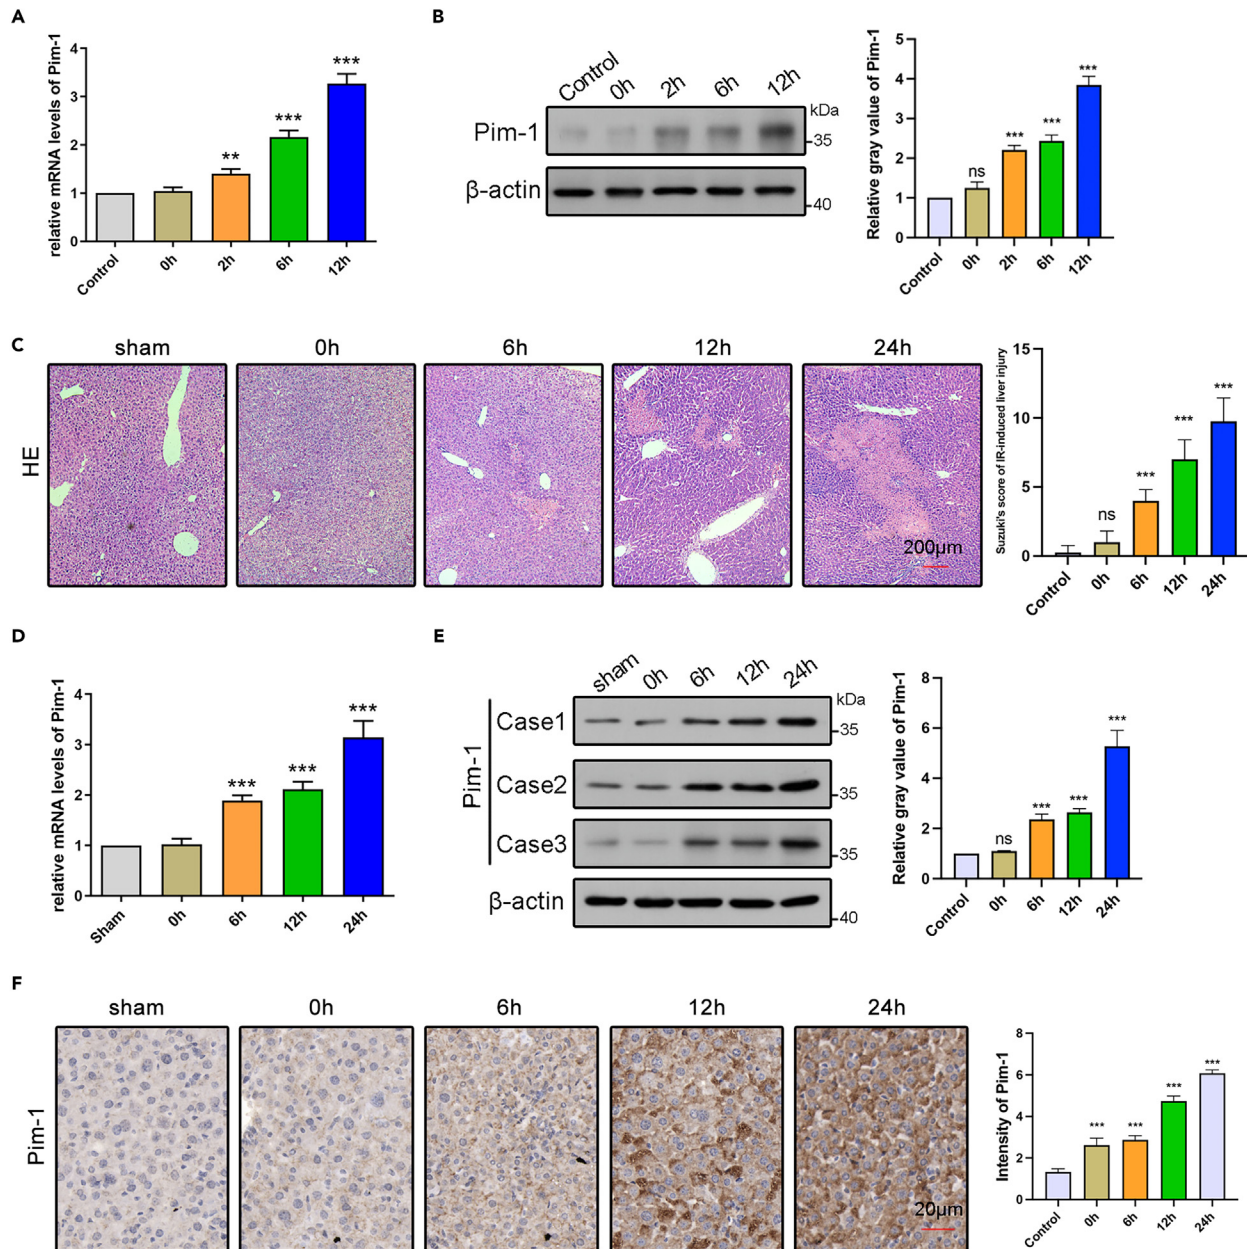 A
relative mRNA levels of Pim-1
4
3
2
1
0
**
***
***
Control
0h
2h
6h
12h
B
Control
0h
2h
6h
12h
kDa
Pim-1
35
β-actin
40
Relative gray value of Pim-1
5
4
3
2
1
0
ns
***
***
***
Control
0h
2h
6h
12h
C
sham
0h
6h
12h
24h
HE
200μm
Suzuki's score of IR-induced liver injury
15
10
5
0
ns
***
***
***
Control
0h
6h
12h
24h
D
relative mRNA levels of Pim-1
4
3
2
1
0
***
***
***
Sham
0h
6h
12h
24h
E
sham
0h
6h
12h
24h
kDa
Pim-1
Case1
35
Case2
35
Case3
35
β-actin
40
Relative gray value of Pim-1
8
6
4
2
0
ns
***
***
***
Control
0h
6h
12h
24h
F
sham
0h
6h
12h
24h
Pim-1
20μm
Intensity of Pim-1
8
6
4
2
0
***
***
***
***
Control
0h
6h
12h
24h